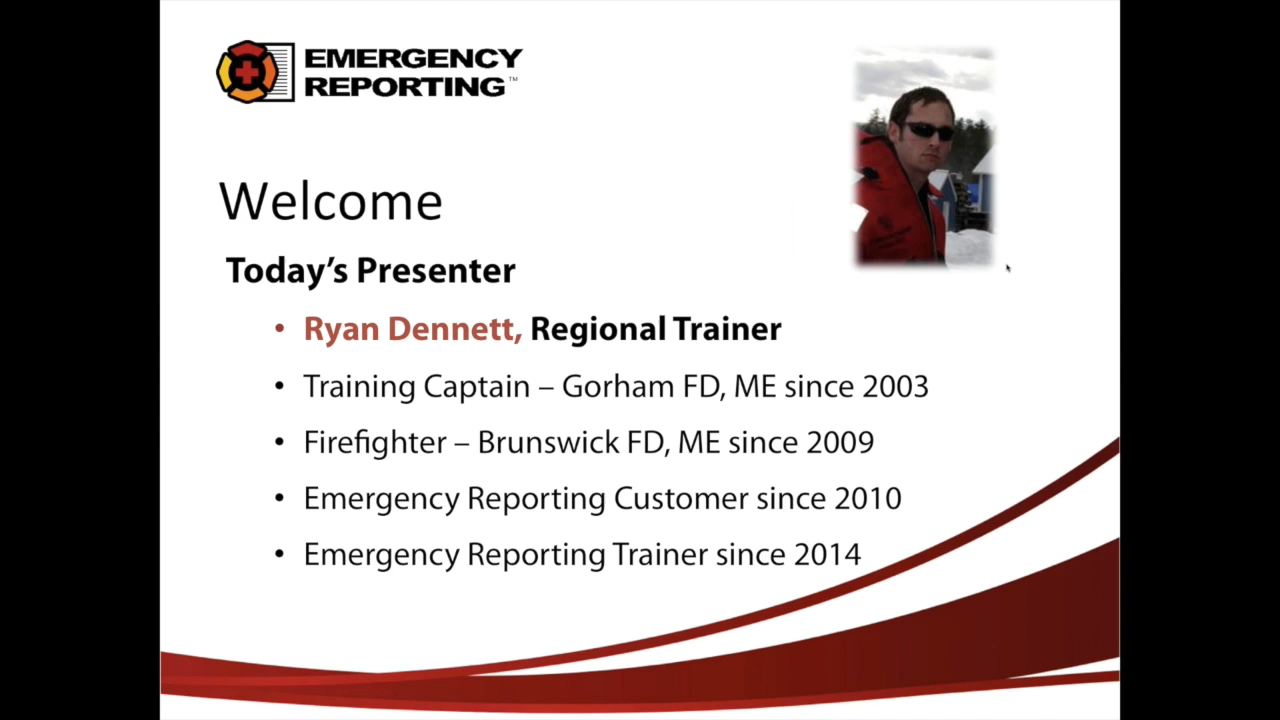 EMERGENCY
REPORTING™
Welcome
Today’s Presenter
• Ryan Dennett, Regional Trainer
• Training Captain – Gorham FD, ME since 2003
• Firefighter – Brunswick FD, ME since 2009
• Emergency Reporting Customer since 2010
• Emergency Reporting Trainer since 2014